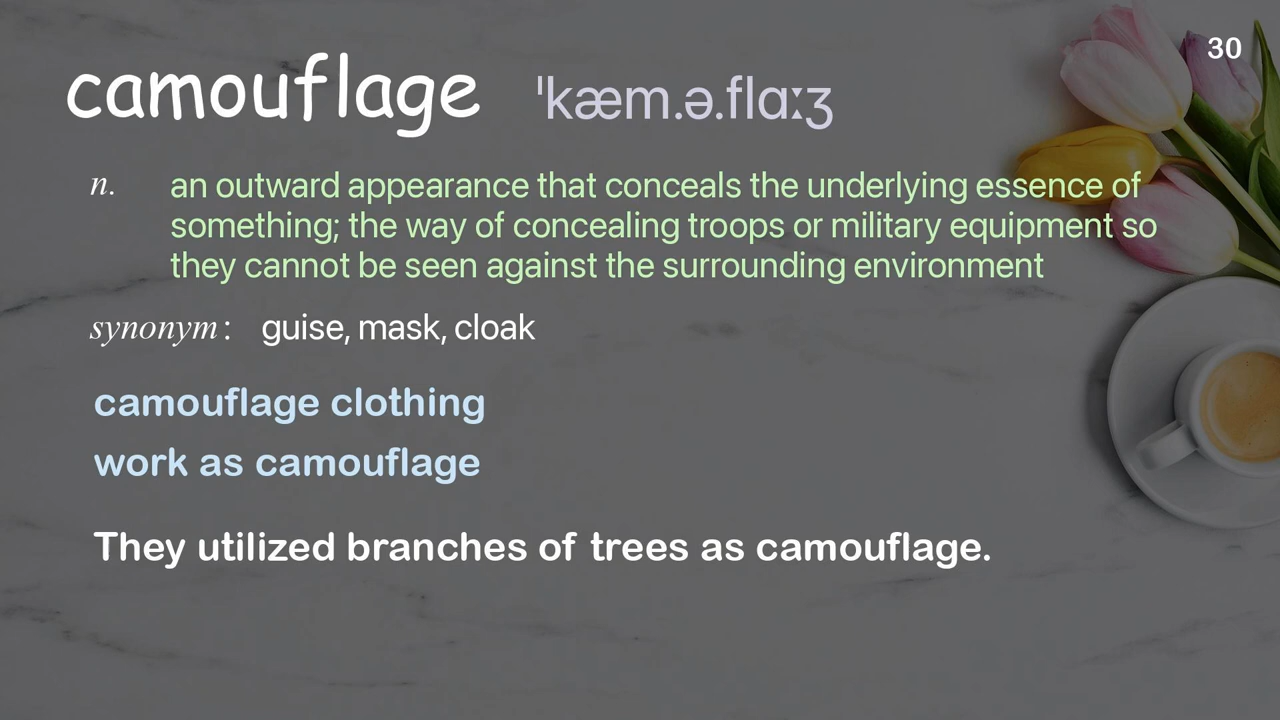 30
camouflage ˈkæm.ə.flɑːʒ
n. an outward appearance that conceals the underlying essence of
something; the way of concealing troops or military equipment so
they cannot be seen against the surrounding environment
synonym: guise, mask, cloak
camouflage clothing
work as camouflage
They utilized branches of trees as camouflage.